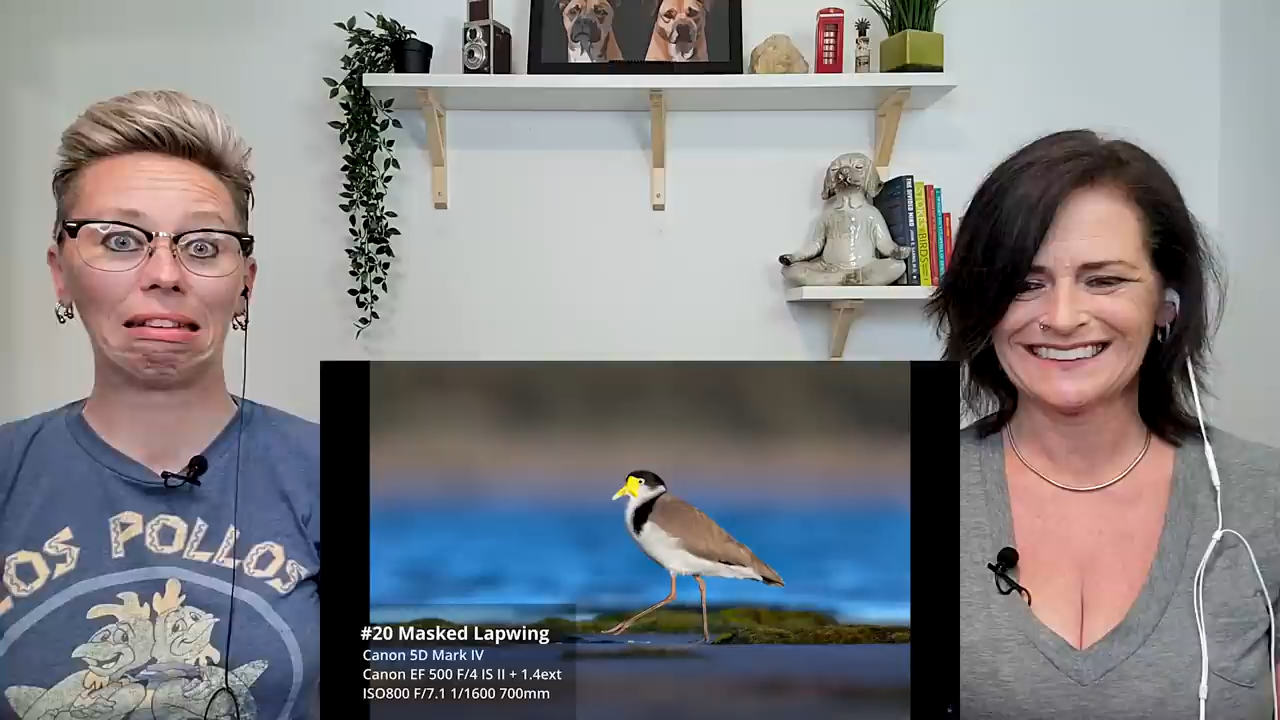 LOS POLLOS
#20 Masked Lapwing
Canon 5D Mark IV
Canon EF 500 F/4 IS II + 1.4ext
ISO800 F/7.1 1/1600 700mm